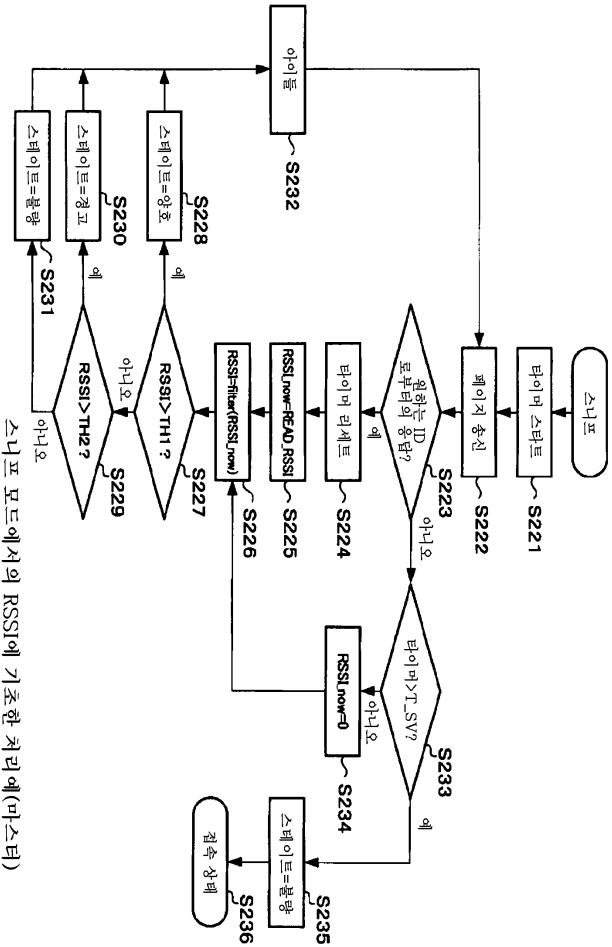 스니프
타이머 스타트
S221
페이지 송신
S222
원하는 ID
로부터의 응답?
S223
예
아니오
타이머 리세트
S224
RSSI_now=READ_RSSI
S225
RSSI=filter(RSSI_now)
S226
RSSI>TH1 ?
S227
예
아니오
스테이트=양호
S228
RSSI>TH2 ?
S229
예
아니오
스테이트=경고
S230
스테이트=불량
S231
아이들
S232
타이머>T_SV?
S233
아니오
예
RSSI_now=0
S234
스테이트=불량
S235
접속 상태
S236
스니프 모드에서의 RSSI에 기초한 처리예(마스터)